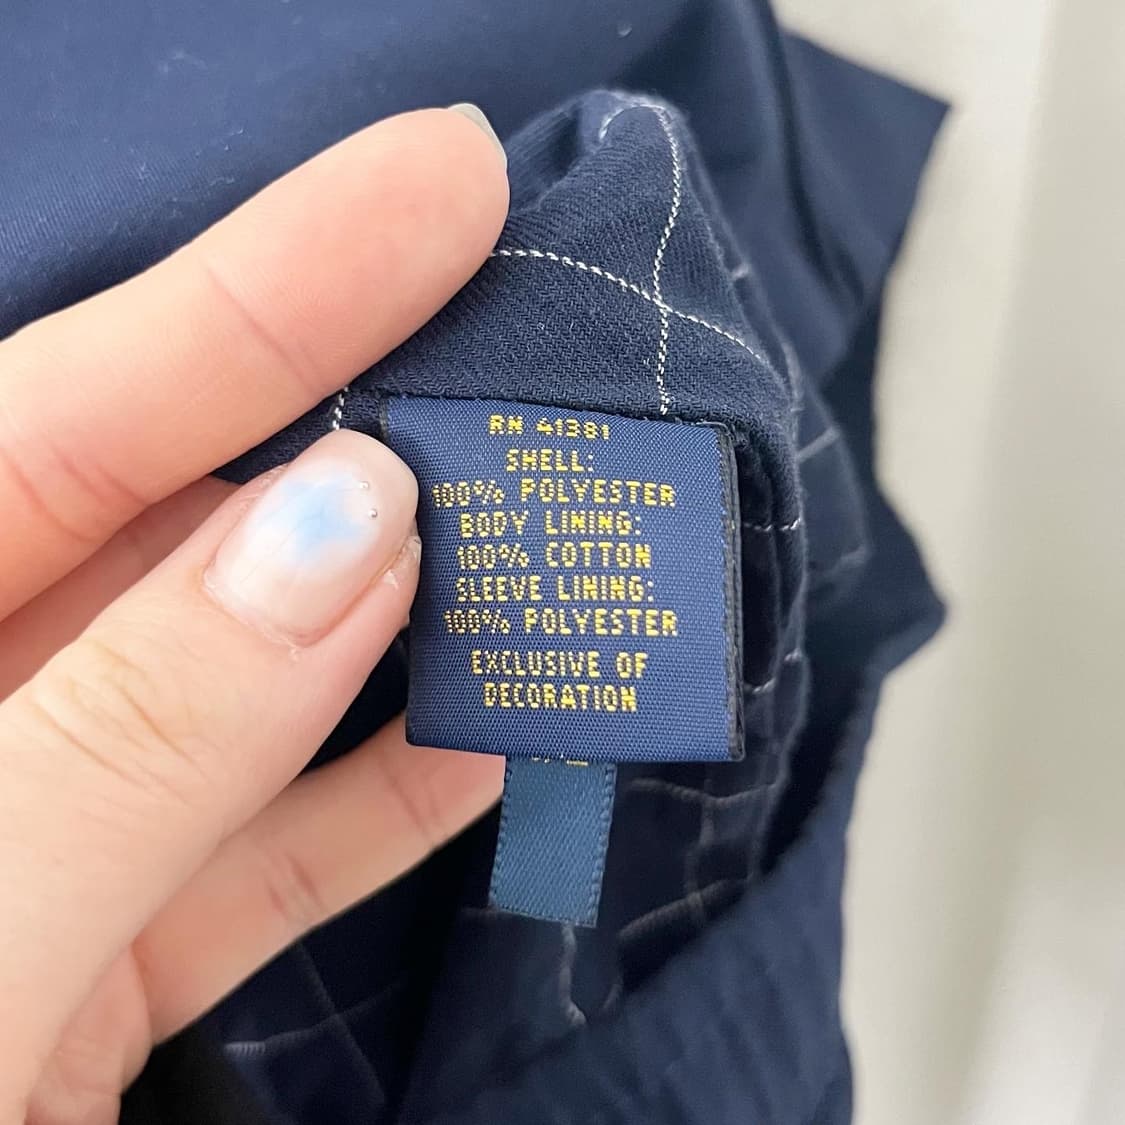 RN 41381
SHELL:
100% POLYESTER
BODY LINING:
100% COTTON
SLEEVE LINING:
100% POLYESTER
EXCLUSIVE OF
DECORATION